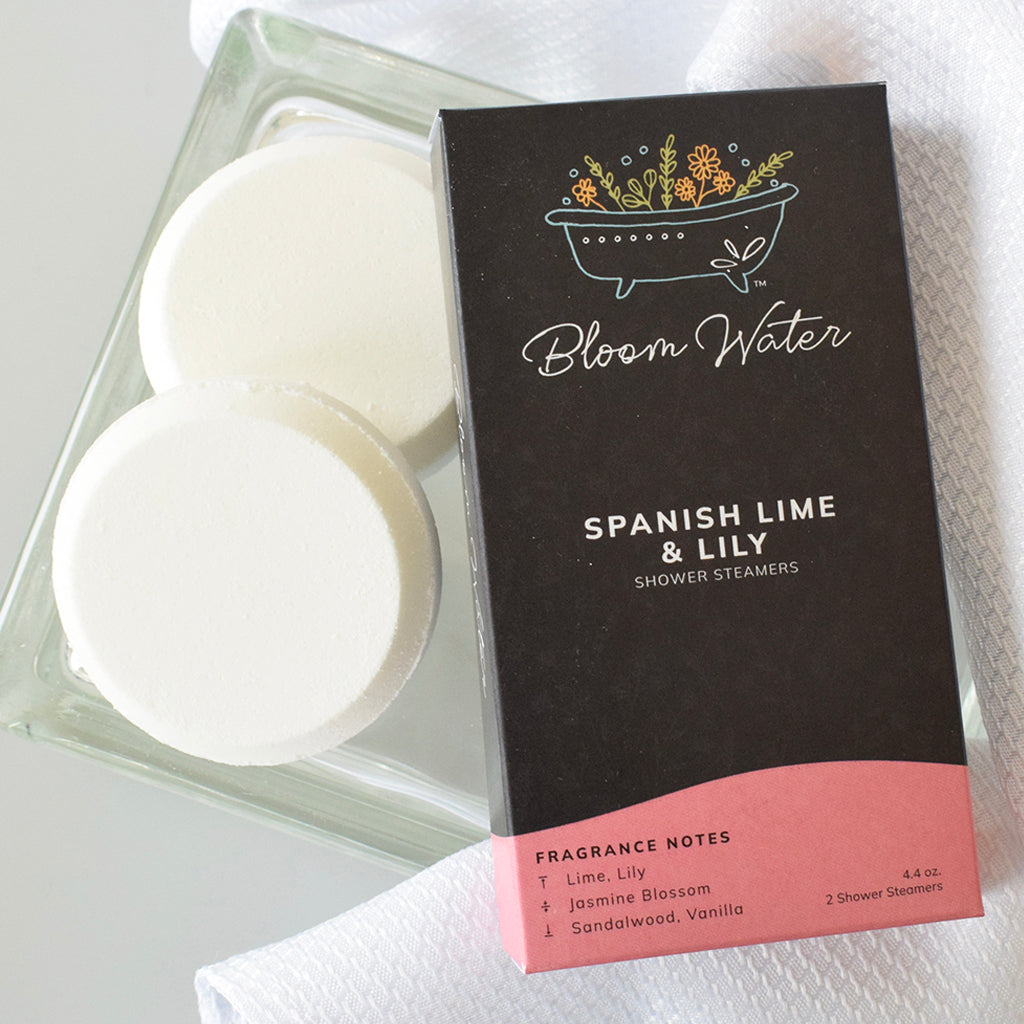 TM
Bloom Water
SPANISH LIME
& LILY
SHOWER STEAMERS
FRAGRANCE NOTES
Lime, Lily
Jasmine Blossom
Sandalwood, Vanilla
4.4 oz.
2 Shower Steamers